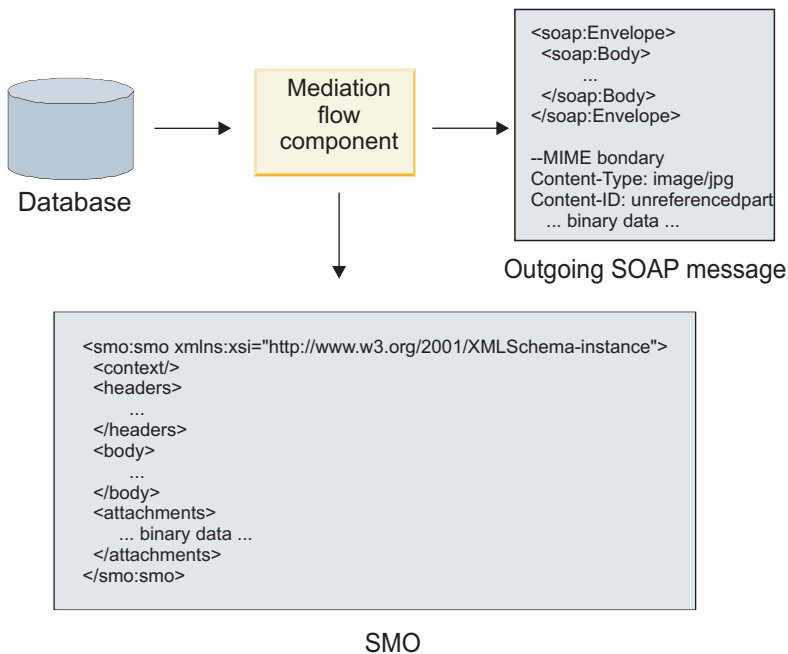 Database
Mediation
flow
component
<soap:Envelope>
<soap:Body>
...
</soap:Body>
</soap:Envelope>
--MIME bondary
Content-Type: image/jpg
Content-ID: unreferencedpart
... binary data ...
Outgoing SOAP message
<smo:smo xmlns:xsi="http://www.w3.org/2001/XMLSchema-instance">
<context/>
<headers>
...
</headers>
<body>
...
</body>
<attachments>
... binary data ...
</attachments>
</smo:smo>
SMO